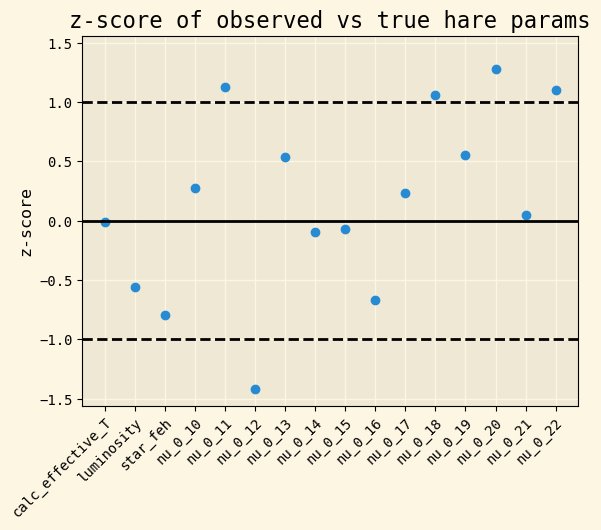 z-score of observed vs true hare params
1.5
1.0
0.5
0.0
−0.5
−1.0
−1.5
z-score
calc_effective_T
luminosity
star_feh
nu_0_10
nu_0_11
nu_0_12
nu_0_13
nu_0_14
nu_0_15
nu_0_16
nu_0_17
nu_0_18
nu_0_19
nu_0_20
nu_0_21
nu_0_22